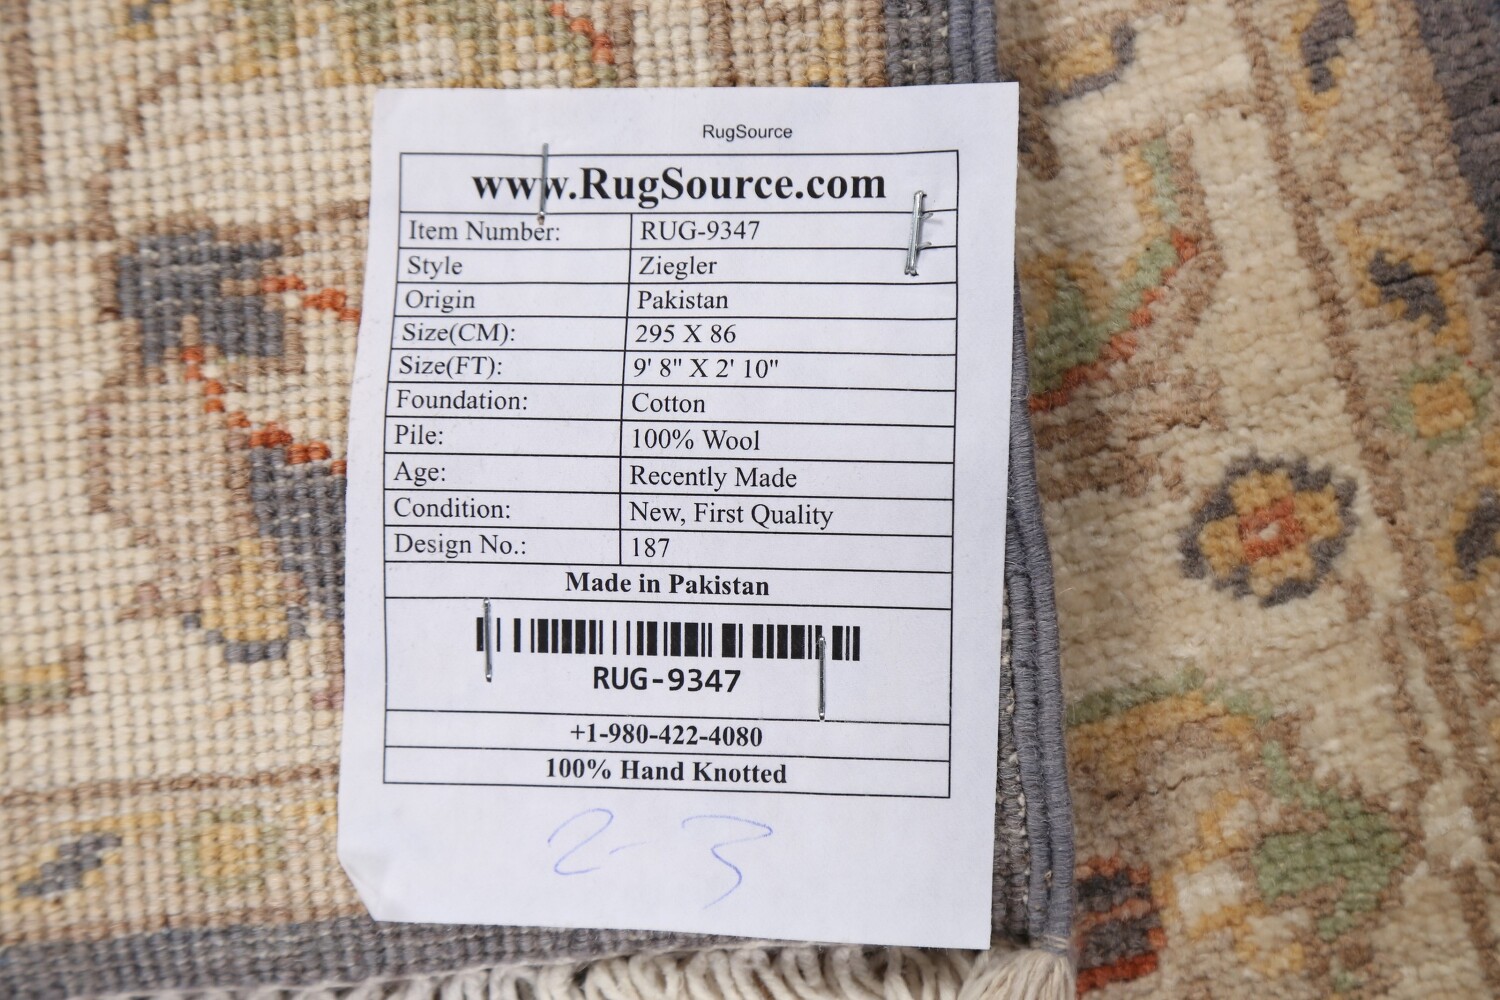 RugSource
www.RugSource.com
Item Number: RUG-9347
Style Ziegler
Origin Pakistan
Size(CM): 295 X 86
Size(FT): 9' 8" X 2' 10"
Foundation: Cotton
Pile: 100% Wool
Age: Recently Made
Condition: New, First Quality
Design No.: 187
Made in Pakistan
RUG-9347
+1-980-422-4080
100% Hand Knotted
2-3